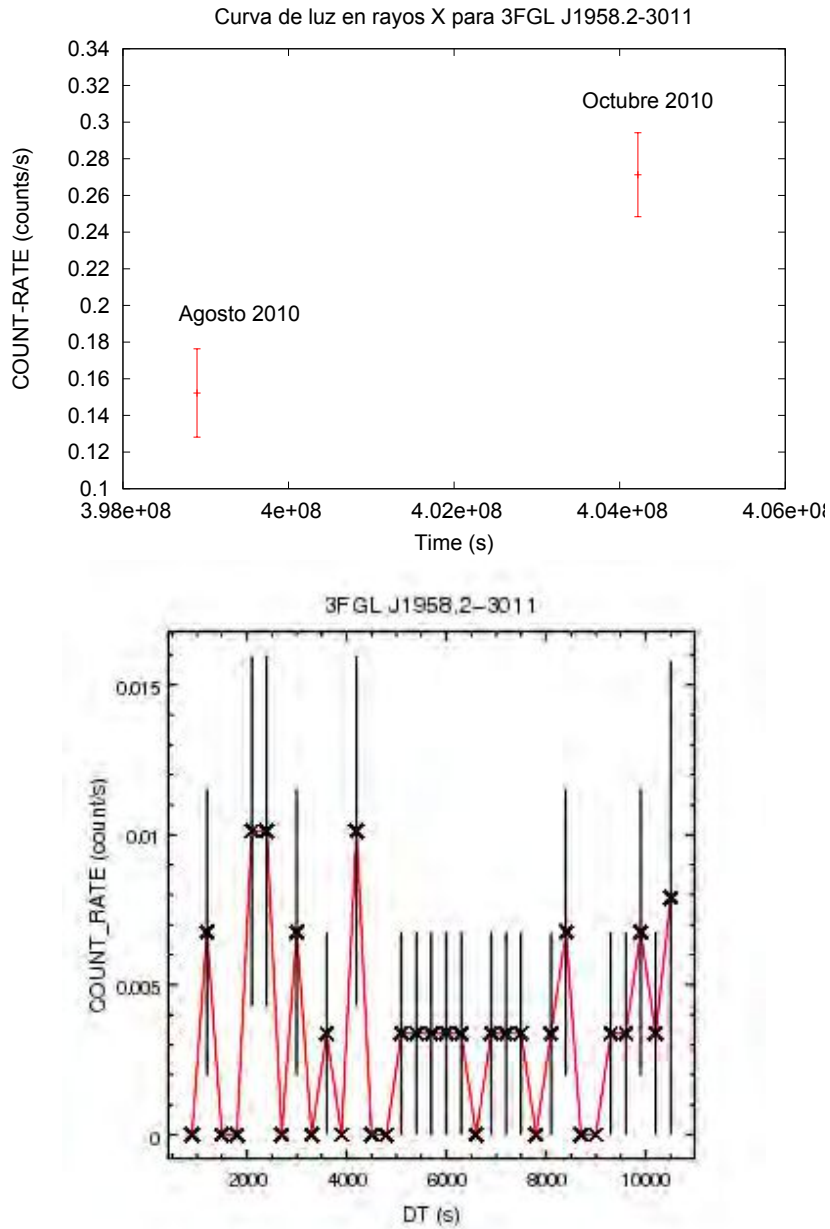 Curva de luz en rayos X para 3FGL J1958.2-3011
0.34
0.32
0.3
0.28
0.26
0.24
0.22
0.2
0.18
0.16
0.14
0.12
0.1
COUNT-RATE (counts/s)
Octubre 2010
Agosto 2010
3.98e+08 4e+08 4.02e+08 4.04e+08 4.06e+08
Time (s)
3FGL J1958.2-3011
0.015
0.01
0.005
0
COUNT_RATE (count/s)
2000 4000 6000 8000 10000
DT (s)